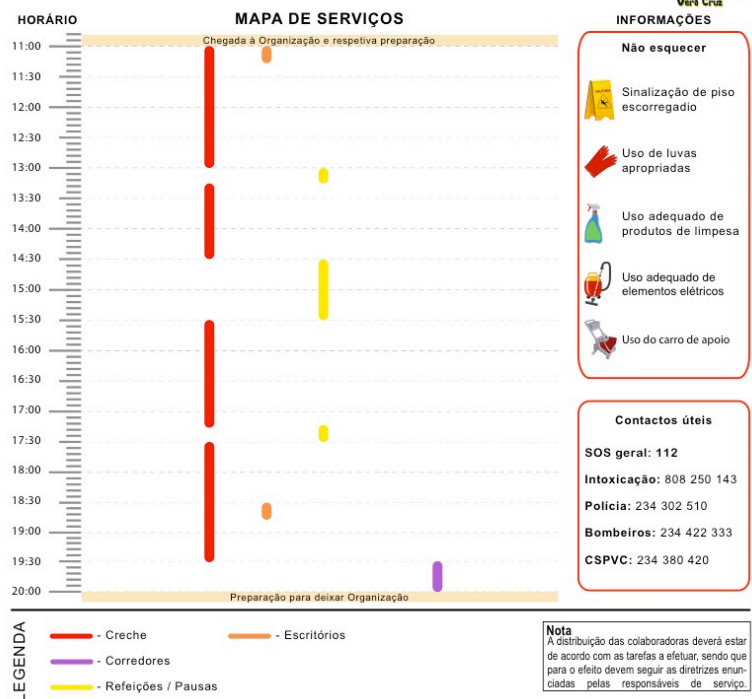 Vera Cruz
HORÁRIO
MAPA DE SERVIÇOS
INFORMAÇÕES
Chegada à Organização e respetiva preparação
11:00
11:30
12:00
12:30
13:00
13:30
14:00
14:30
15:00
15:30
16:00
16:30
17:00
17:30
18:00
18:30
19:00
19:30
20:00
Preparação para deixar Organização
Não esquecer
CAUTION
Sinalização de piso
escorregadio
Uso de luvas
apropriadas
Uso adequado de
produtos de limpesa
Uso adequado de
elementos elétricos
Uso do carro de apoio
Contactos úteis
SOS geral: 112
Intoxicação: 808 250 143
Polícia: 234 302 510
Bombeiros: 234 422 333
CSPVC: 234 380 420
LEGENDA
- Creche
- Escritórios
- Corredores
- Refeições / Pausas
Nota
A distribuição das colaboradoras deverá estar
de acordo com as tarefas a efetuar, sendo que
para o efeito devem seguir as diretrizes enun-
ciadas pelas responsáveis de serviço.